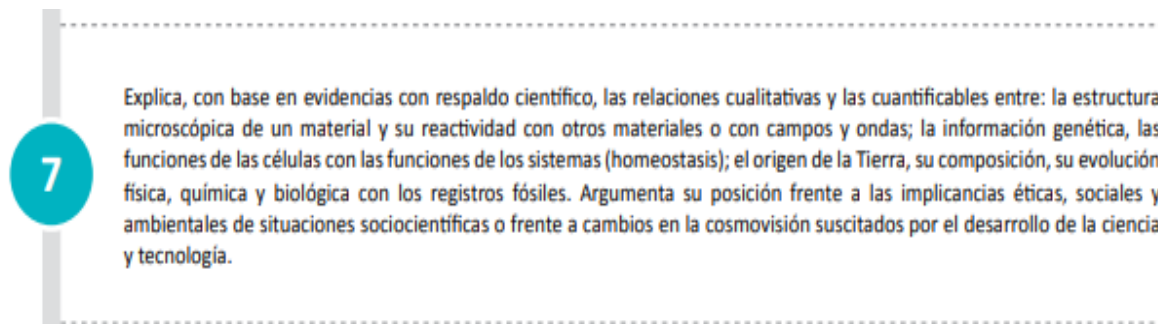 7
Explica, con base en evidencias con respaldo científico, las relaciones cualitativas y las cuantificables entre: la estructura
microscópica de un material y su reactividad con otros materiales o con campos y ondas; la información genética, las
funciones de las células con las funciones de los sistemas (homeostasis); el origen de la Tierra, su composición, su evolución
física, química y biológica con los registros fósiles. Argumenta su posición frente a las implicancias éticas, sociales y
ambientales de situaciones sociocientíficas o frente a cambios en la cosmovisión suscitados por el desarrollo de la ciencia
y tecnología.